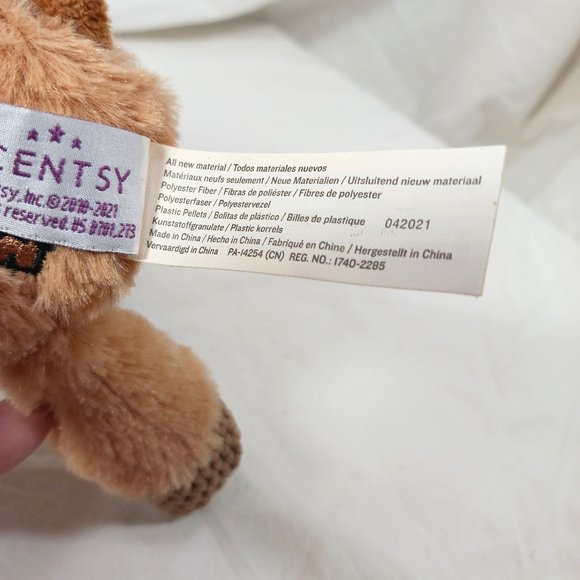 CENTSY
sy, Inc. © 2010-2021
reserved. US 8701,273
All new material / Todos materiales nuevos
Matériaux neufs seulement / Neue Materialien / Uitsluitend nieuw materiaal
Polyester Fiber / Fibras de poliéster / Fibres de polyester
Polyesterfaser / Polyestervezel
Plastic Pellets / Bolitas de plástico / Billes de plastique 042021
Kunststoffgranulate / Plastic korrels
Made in China / Hecho in China / Fabriqué en Chine / Hergestellt in China
Vervaardigd in China PA-14254 (CN) REG. NO.: 1740-2285